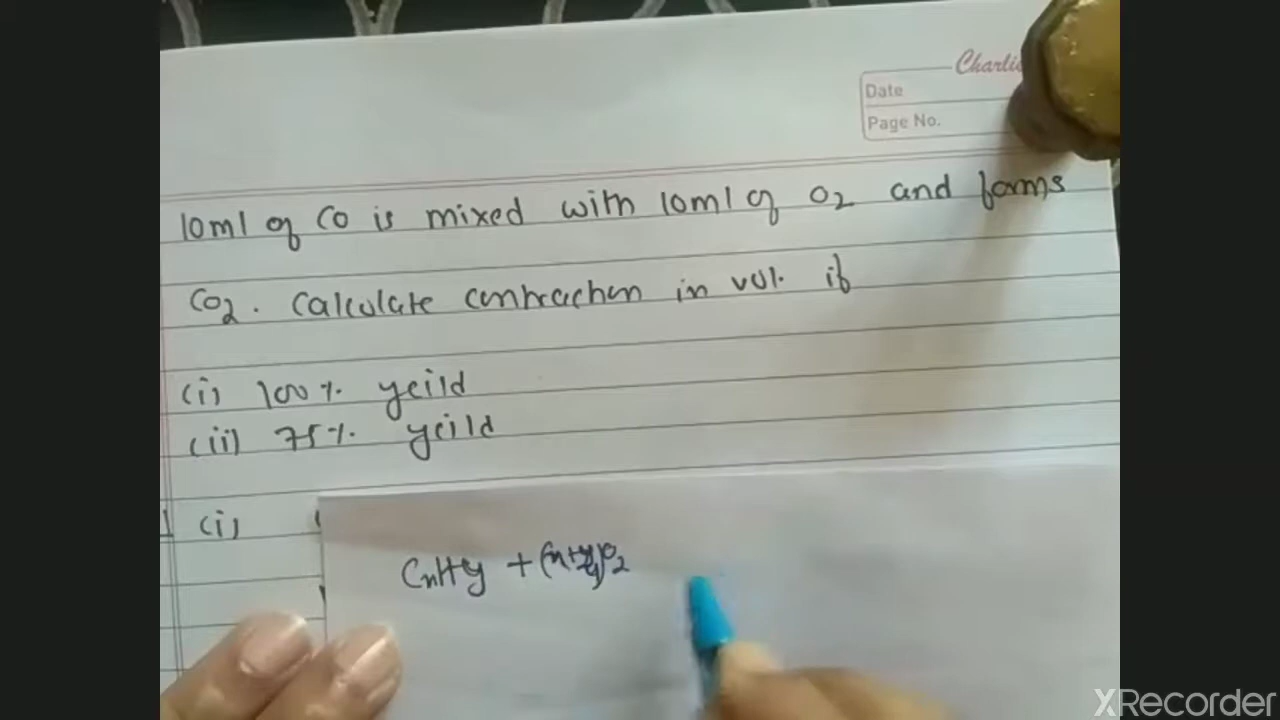 Charli
Date
Page No.
10ml of CO is mixed with 10ml of O2 and forms
CO2. Calculate contraction in vol. if
(i) 100% yeild
(ii) 75% yeild
(i)
CnHy + (n+y/4)O2
XRecorder